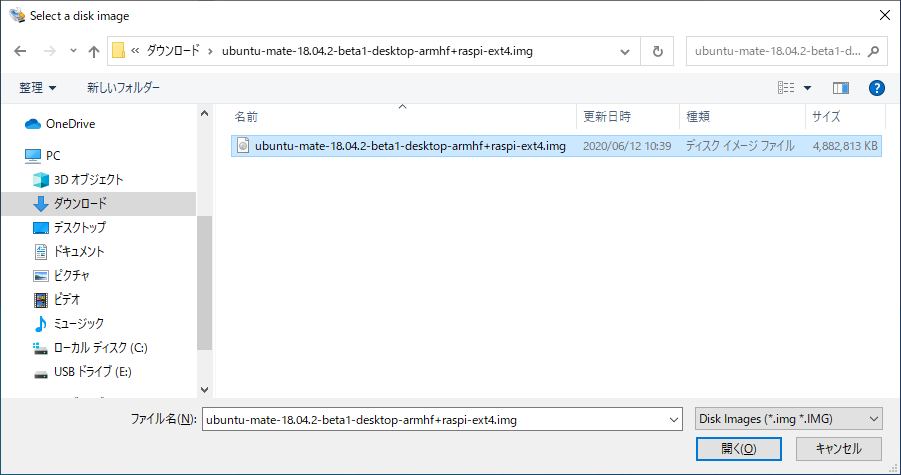 Select a disk image
« ダウンロード › ubuntu-mate-18.04.2-beta1-desktop-armhf+raspi-ext4.img
ubuntu-mate-18.04.2-beta1-d...
整理 新しいフォルダー
名前 更新日時 種類 サイズ
OneDrive
ubuntu-mate-18.04.2-beta1-desktop-armhf+raspi-ext4.img 2020/06/12 10:39 ディスク イメージ ファイル 4,882,813 KB
PC
3D オブジェクト
ダウンロード
デスクトップ
ドキュメント
ピクチャ
ビデオ
ミュージック
ローカル ディスク (C:)
USB ドライブ (E:)
ファイル名(N): ubuntu-mate-18.04.2-beta1-desktop-armhf+raspi-ext4.img Disk Images (*.img *.IMG)
開く(O) キャンセル